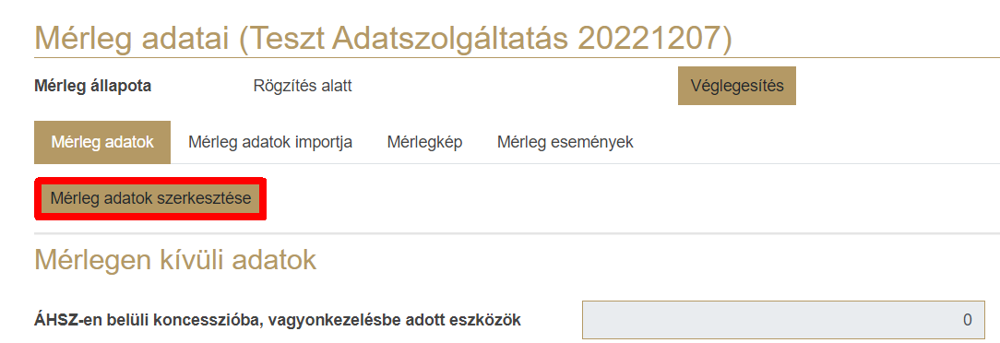 Mérleg adatai (Teszt Adatszolgáltatás 20221207)
Mérleg állapota Rögzítés alatt Véglegesítés
Mérleg adatok Mérleg adatok importja Mérlegkép Mérleg események
Mérleg adatok szerkesztése
Mérlegen kívüli adatok
ÁHSZ-en belüli koncesszióba, vagyonkezelésbe adott eszközök 0